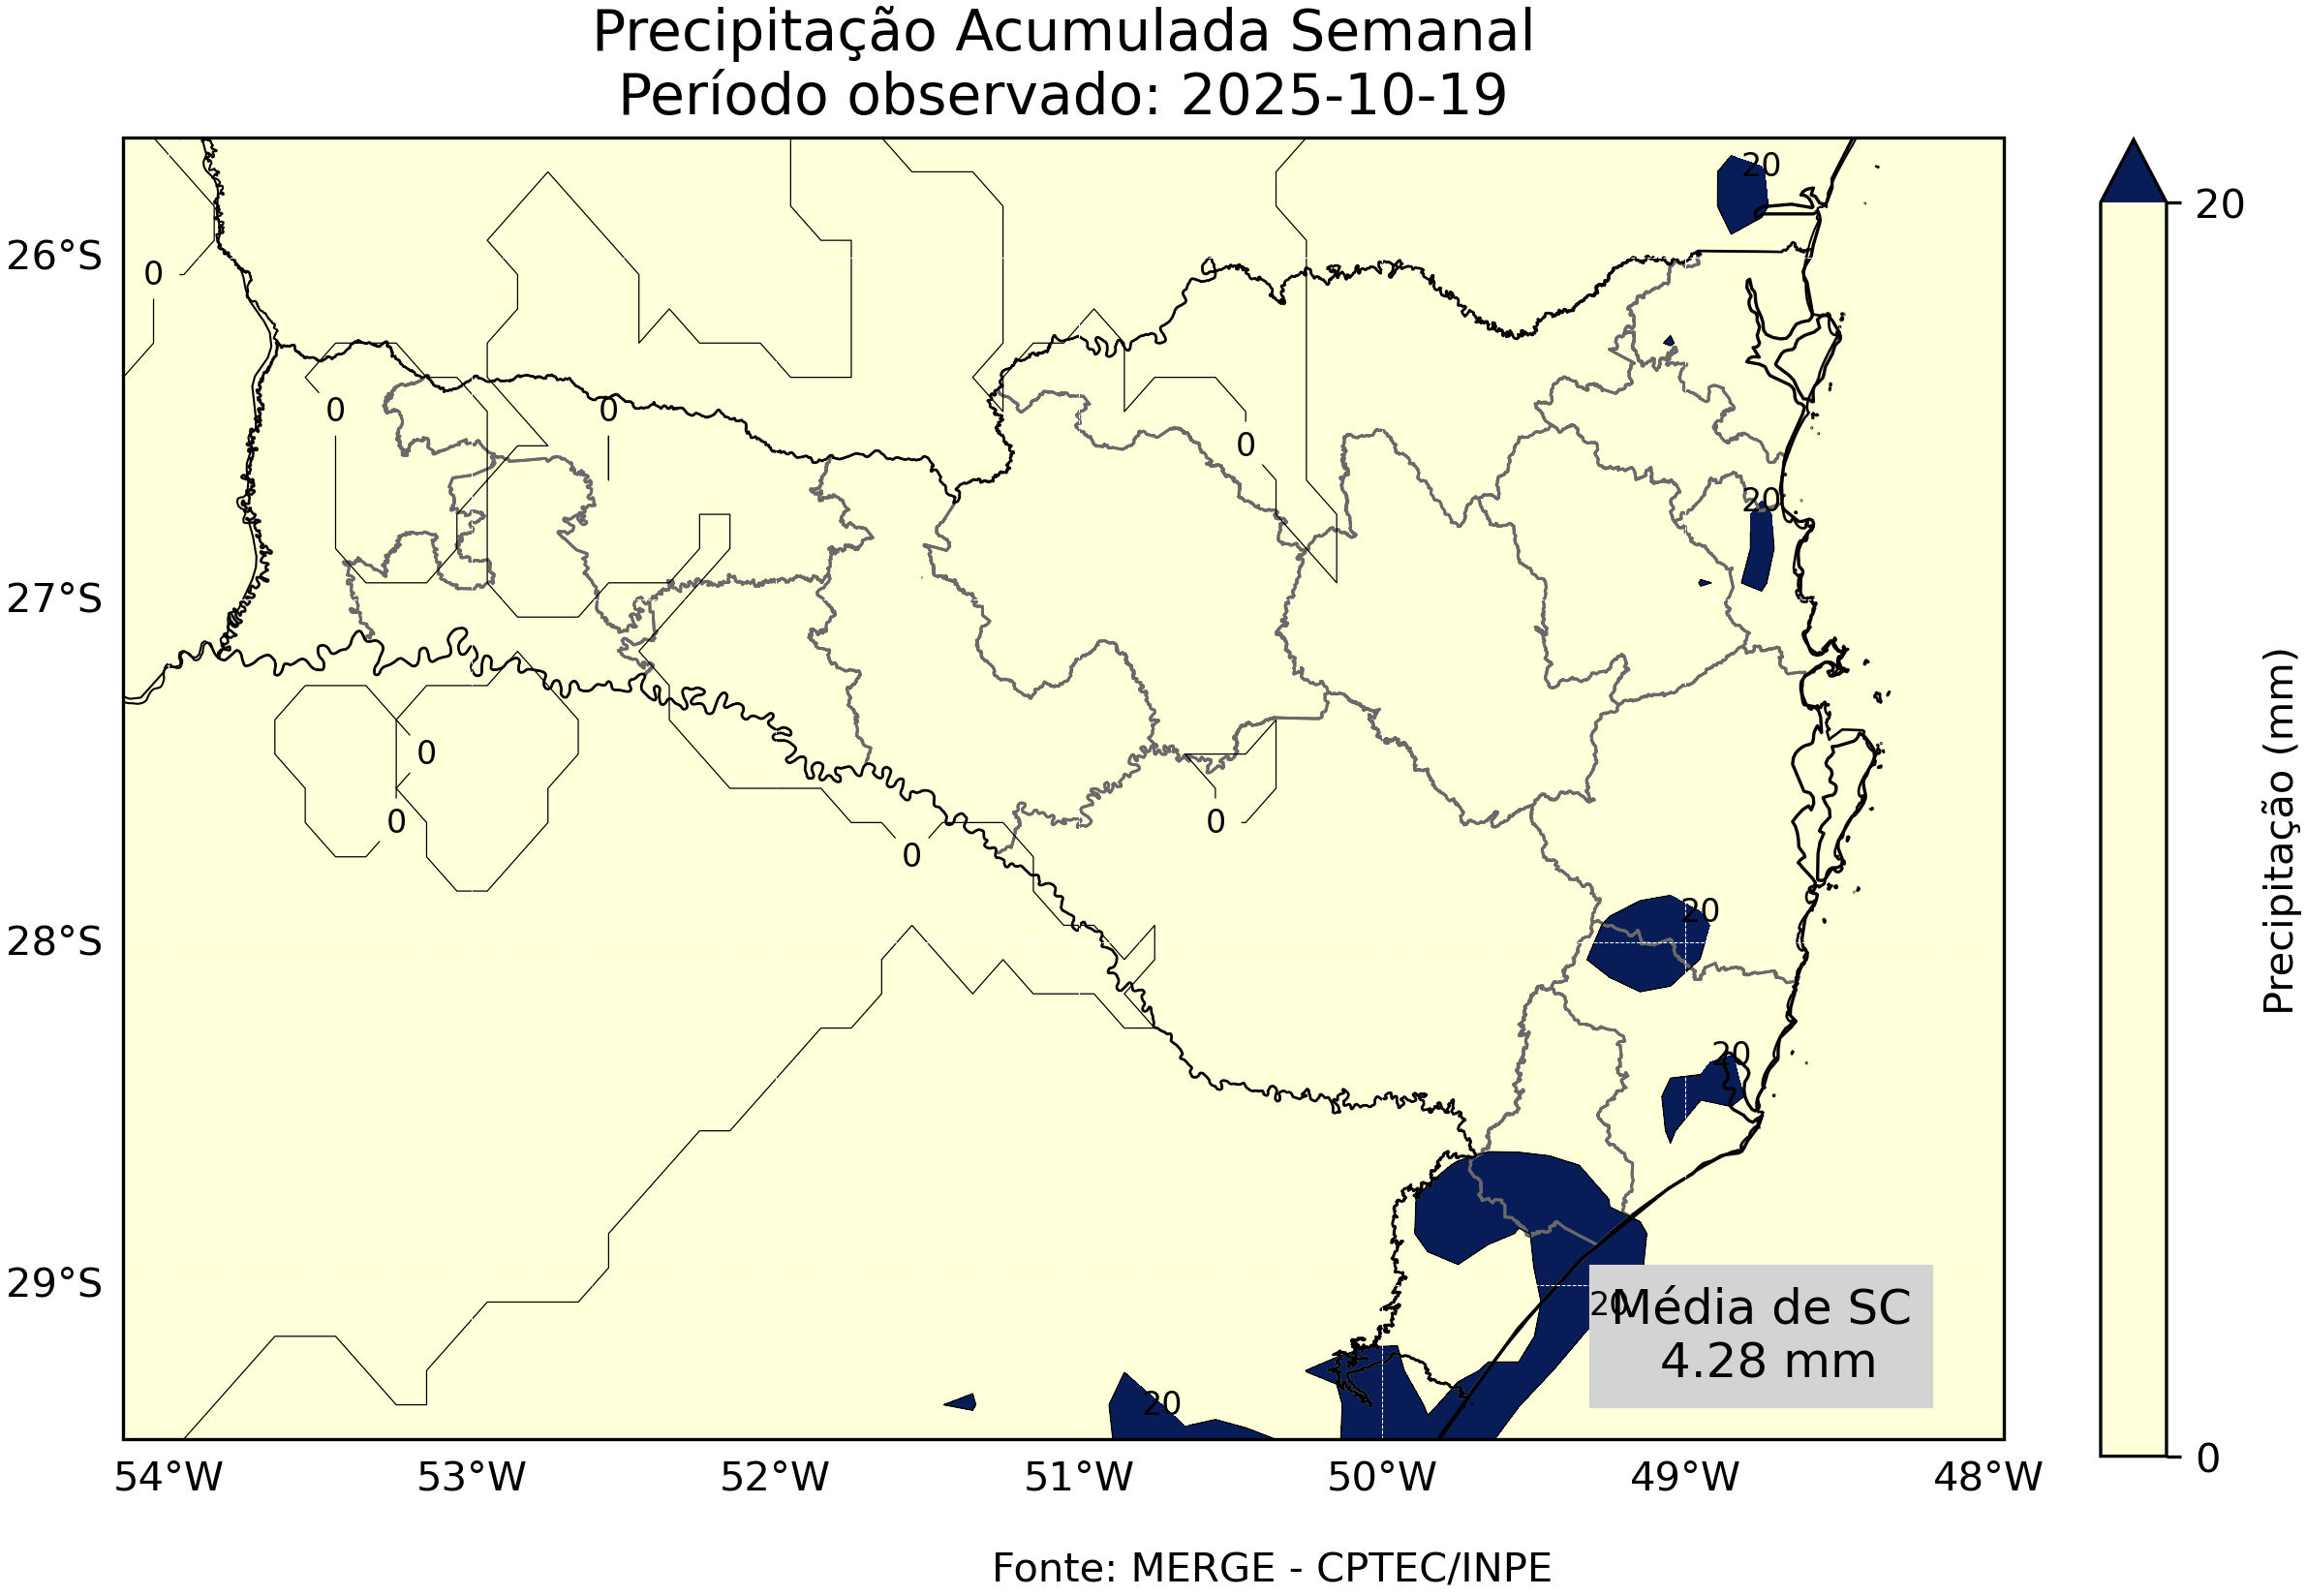 Precipitação Acumulada Semanal
Período observado: 2025-10-19
20
20
26°S
0
0
0
0
20
27°S
0
0
0
0
20
28°S
20
29°S
20
20
Média de SC
4.28 mm
54°W 53°W 52°W 51°W 50°W 49°W 48°W
0
Precipitação (mm)
Fonte: MERGE - CPTEC/INPE